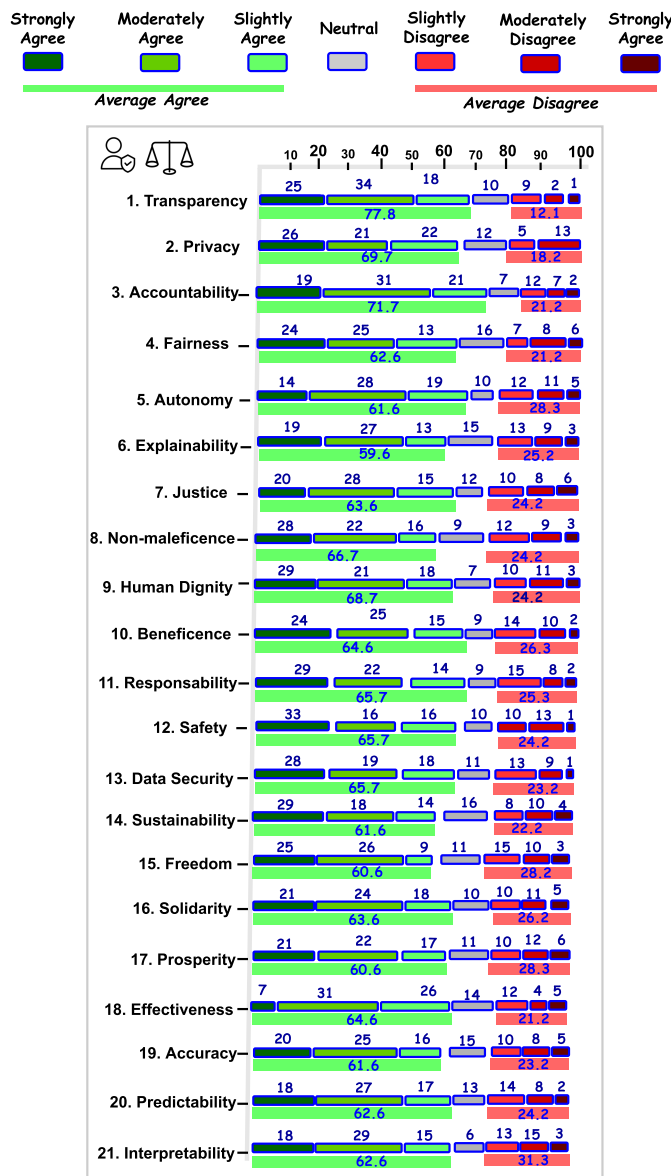 Strongly Agree
Moderately Agree
Slightly Agree
Neutral
Slightly Disagree
Moderately Disagree
Strongly Agree
Average Agree
Average Disagree
10 20 30 40 50 60 70 80 90 100
25 34 18 10 9 2 1
1. Transparency
77.8 12.1
26 21 22 12 5 13
2. Privacy
69.7 18.2
19 31 21 7 12 7 2
3. Accountability
71.7 21.2
24 25 13 16 7 8 6
4. Fairness
62.6 21.2
14 28 19 10 12 11 5
5. Autonomy
61.6 28.3
19 27 13 15 13 9 3
6. Explainability
59.6 25.2
20 28 15 12 10 8 6
7. Justice
63.6 24.2
28 22 16 9 12 9 3
8. Non-maleficence
66.7 24.2
29 21 18 7 10 11 3
9. Human Dignity
68.7 24.2
24 25 15 9 14 10 2
10. Beneficence
64.6 26.3
29 22 14 9 15 8 2
11. Responsability
65.7 25.3
33 16 16 10 10 13 1
12. Safety
65.7 24.2
28 19 18 11 13 9 1
13. Data Security
65.7 23.2
29 18 14 16 8 10 4
14. Sustainability
61.6 22.2
25 26 9 11 15 10 3
15. Freedom
60.6 28.2
21 24 18 10 10 11 5
16. Solidarity
63.6 26.2
21 22 17 11 10 12 6
17. Prosperity
60.6 28.3
7 31 26 14 12 4 5
18. Effectiveness
64.6 21.2
20 25 16 15 10 8 5
19. Accuracy
61.6 23.2
18 27 17 13 14 8 2
20. Predictability
62.6 24.2
18 29 15 6 13 15 3
21. Interpretability
62.6 31.3